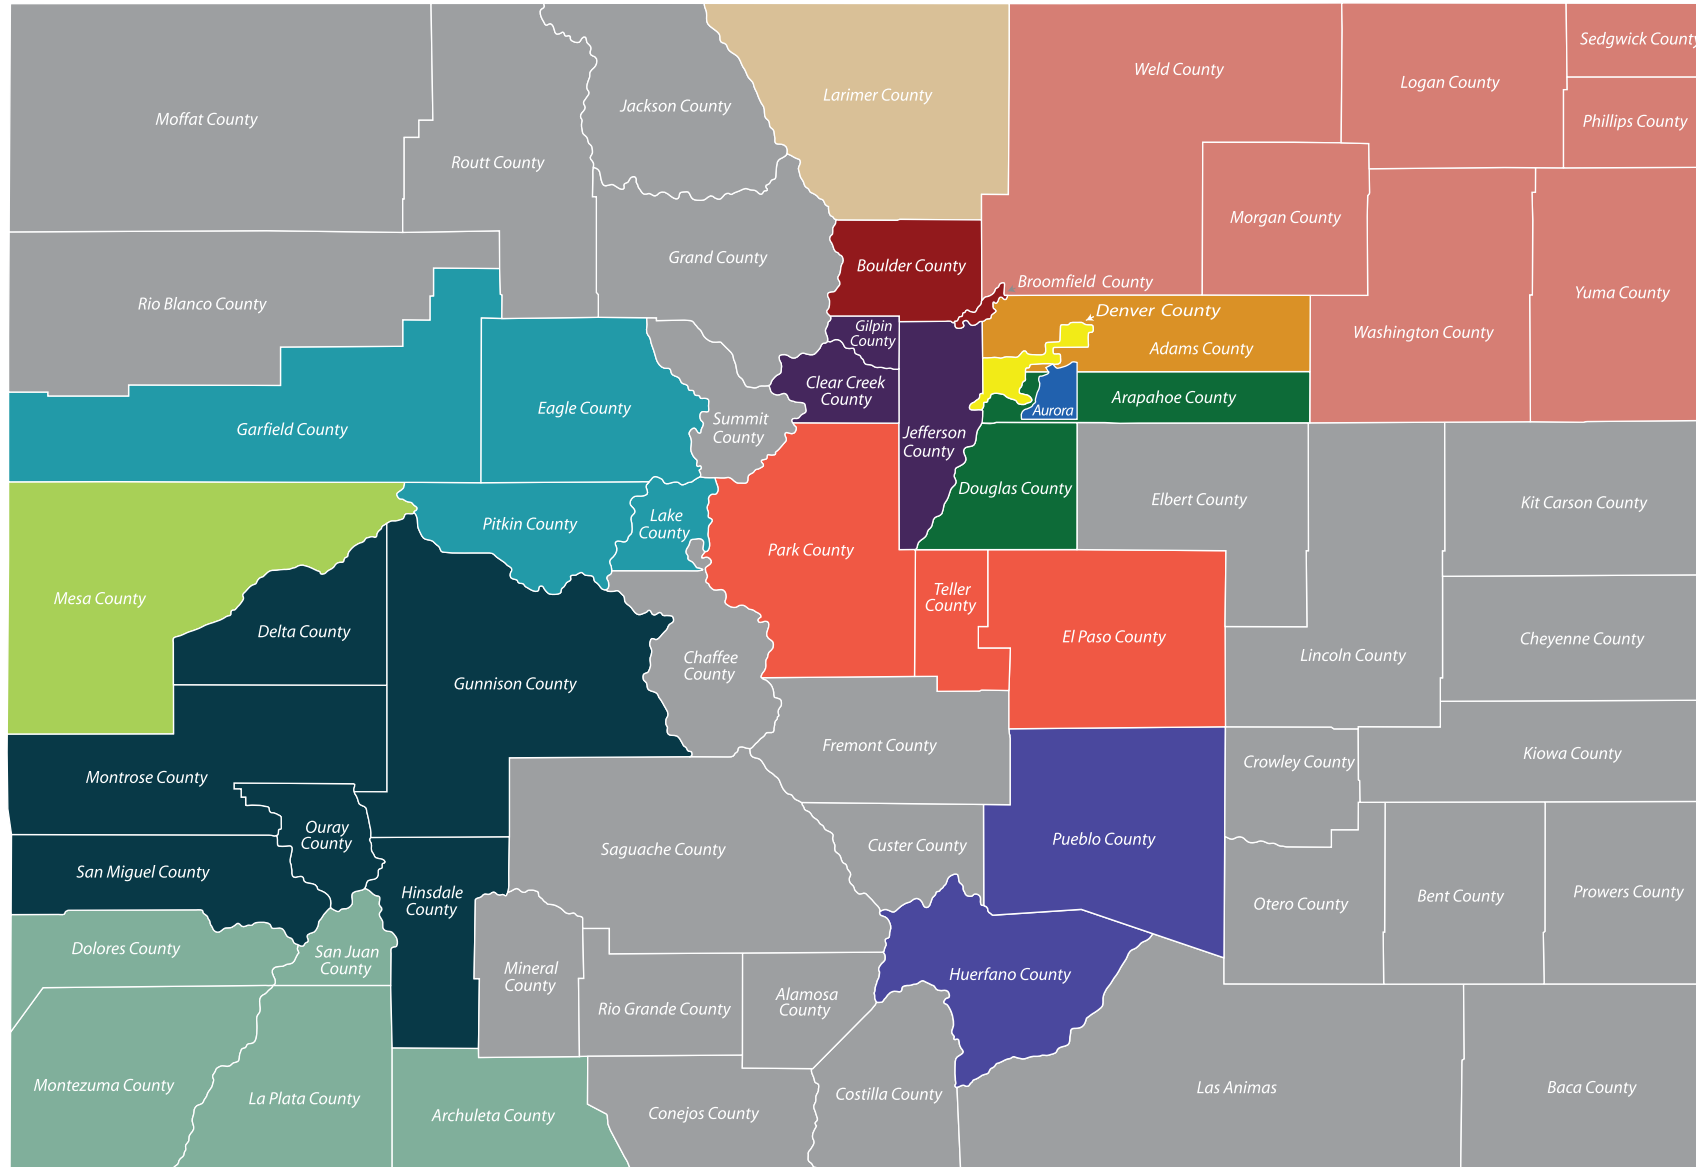 Sedgwick County
Weld County
Logan County
Larimer County
Jackson County
Moffat County
Phillips County
Routt County
Morgan County
Grand County
Boulder County
Broomfield County
Yuma County
Rio Blanco County
Denver County
Gilpin
County
Washington County
Adams County
Clear Creek
County
Arapahoe County
Eagle County
Aurora
Garfield County
Summit
County
Jefferson
County
Douglas County
Elbert County
Kit Carson County
Pitkin County
Lake
County
Park County
Teller
County
Mesa County
Delta County
El Paso County
Cheyenne County
Lincoln County
Chaffee
County
Gunnison County
Fremont County
Kiowa County
Crowley County
Montrose County
Ouray
County
Pueblo County
Custer County
Saguache County
San Miguel County
Hinsdale
County
Otero County
Bent County
Prowers County
Dolores County
San Juan
County
Mineral
County
Huerfano County
Alamosa
County
Rio Grande County
Montezuma County
La Plata County
Costilla County
Las Animas
Baca County
Archuleta County
Conejos County